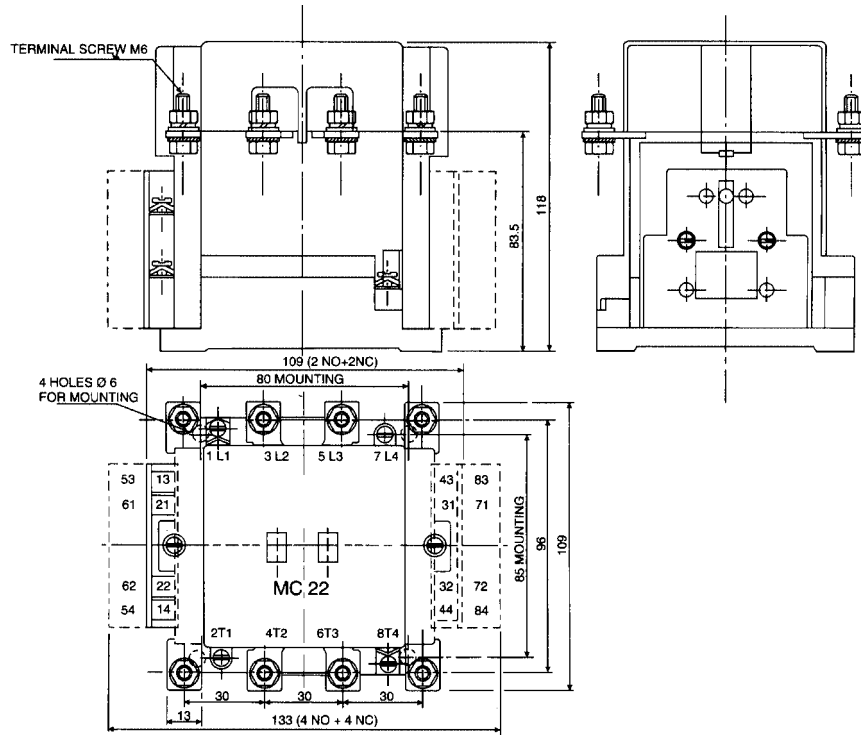 TERMINAL SCREW M6
118
83.5
109 (2 NO+2NC)
80 MOUNTING
4 HOLES Ø 6
FOR MOUNTING
1 L1 3 L2 5 L3 7 L4
53 13 43 83
61 21 31 71
85 MOUNTING
96
109
62 22 32 72
54 14 44 84
MC 22
2T1 4T2 6T3 8T4
30 30 30
13
133 (4 NO + 4 NC)